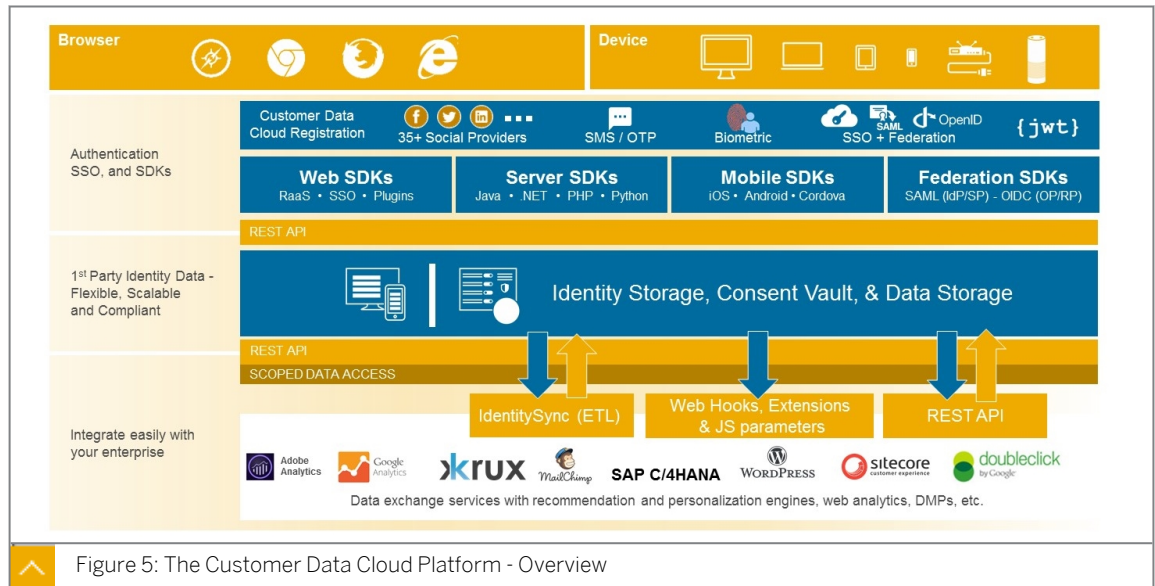 Browser
Device
Customer Data
Cloud Registration
35+ Social Providers
SMS / OTP
Biometric
SAML
OpenID
SSO + Federation
{jwt}
Authentication
SSO, and SDKs
Web SDKs
RaaS • SSO • Plugins
Server SDKs
Java • .NET • PHP • Python
Mobile SDKs
iOS • Android • Cordova
Federation SDKs
SAML (IdP/SP) - OIDC (OP/RP)
REST API
1st Party Identity Data -
Flexible, Scalable
and Compliant
Identity Storage, Consent Vault, & Data Storage
REST API
SCOPED DATA ACCESS
IdentitySync (ETL)
Web Hooks, Extensions
& JS parameters
REST API
Integrate easily with
your enterprise
Adobe
Analytics
Google
Analytics
krux
MailChimp
SAP C/4HANA
WORDPRESS
sitecore
customer experience
doubleclick
by Google
Data exchange services with recommendation and personalization engines, web analytics, DMPs, etc.
Figure 5: The Customer Data Cloud Platform - Overview